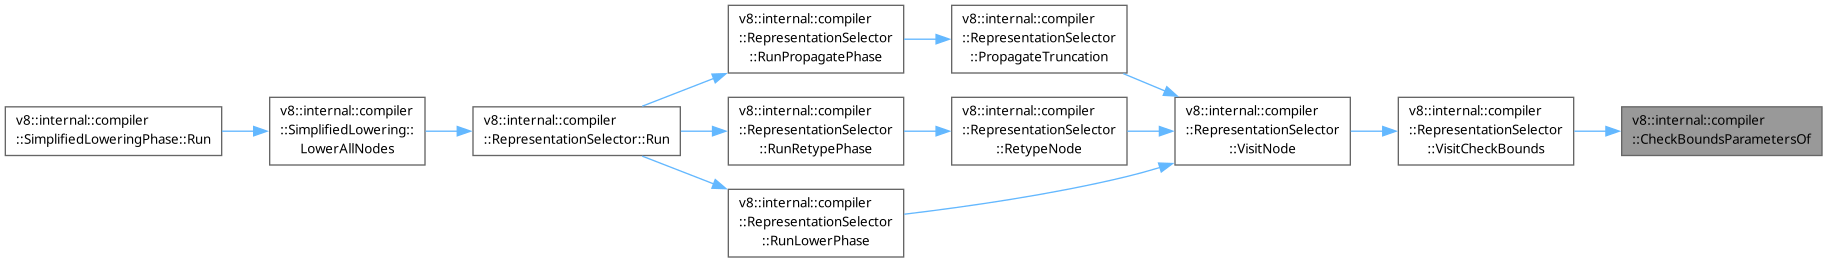 v8::internal::compiler
::SimplifiedLoweringPhase::Run
v8::internal::compiler
::SimplifiedLowering::
LowerAllNodes
v8::internal::compiler
::RepresentationSelector::Run
v8::internal::compiler
::RepresentationSelector
::RunPropagatePhase
v8::internal::compiler
::RepresentationSelector
::PropagateTruncation
v8::internal::compiler
::RepresentationSelector
::RunRetypePhase
v8::internal::compiler
::RepresentationSelector
::RetypeNode
v8::internal::compiler
::RepresentationSelector
::RunLowerPhase
v8::internal::compiler
::RepresentationSelector
::VisitNode
v8::internal::compiler
::RepresentationSelector
::VisitCheckBounds
v8::internal::compiler
::CheckBoundsParametersOf